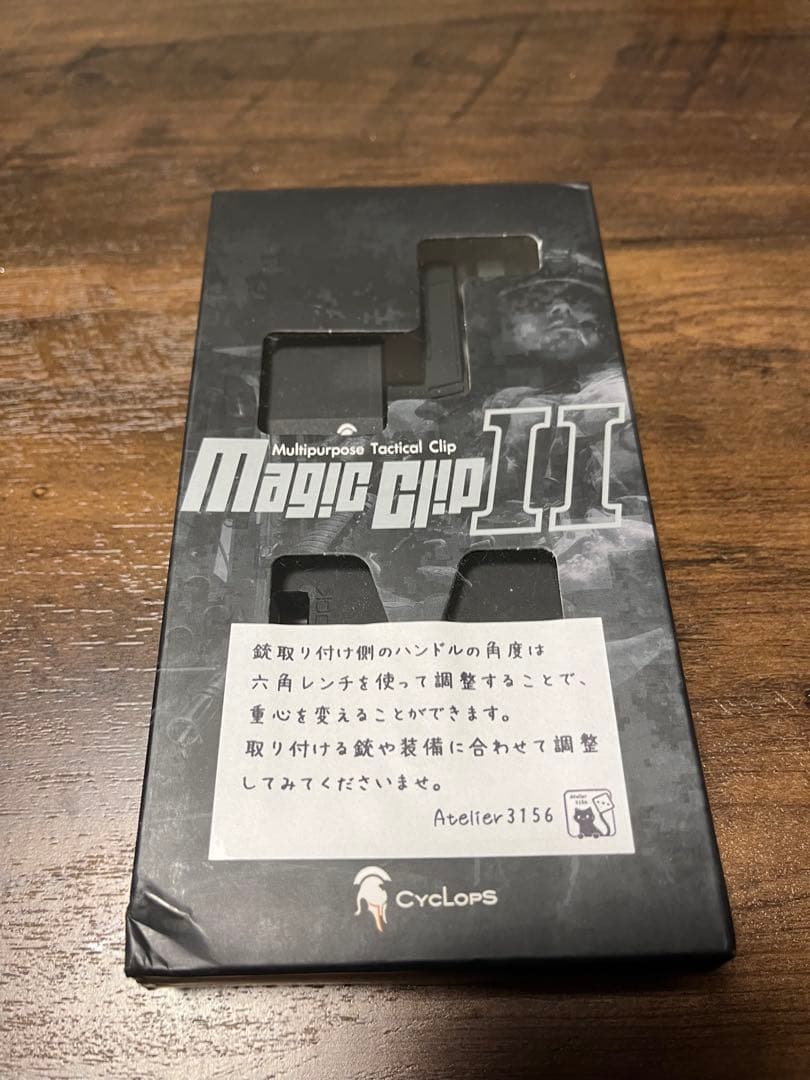 Multipurpose Tactical Clip
Magic Clip II
銃取り付け側のハンドルの角度は
六角レンチを使って調整することで、
重心を変えることができます。
取り付ける銃や装備に合わせて調整
してみてくださいませ。
Atelier3156
Atelier
3156
CYCLOPS